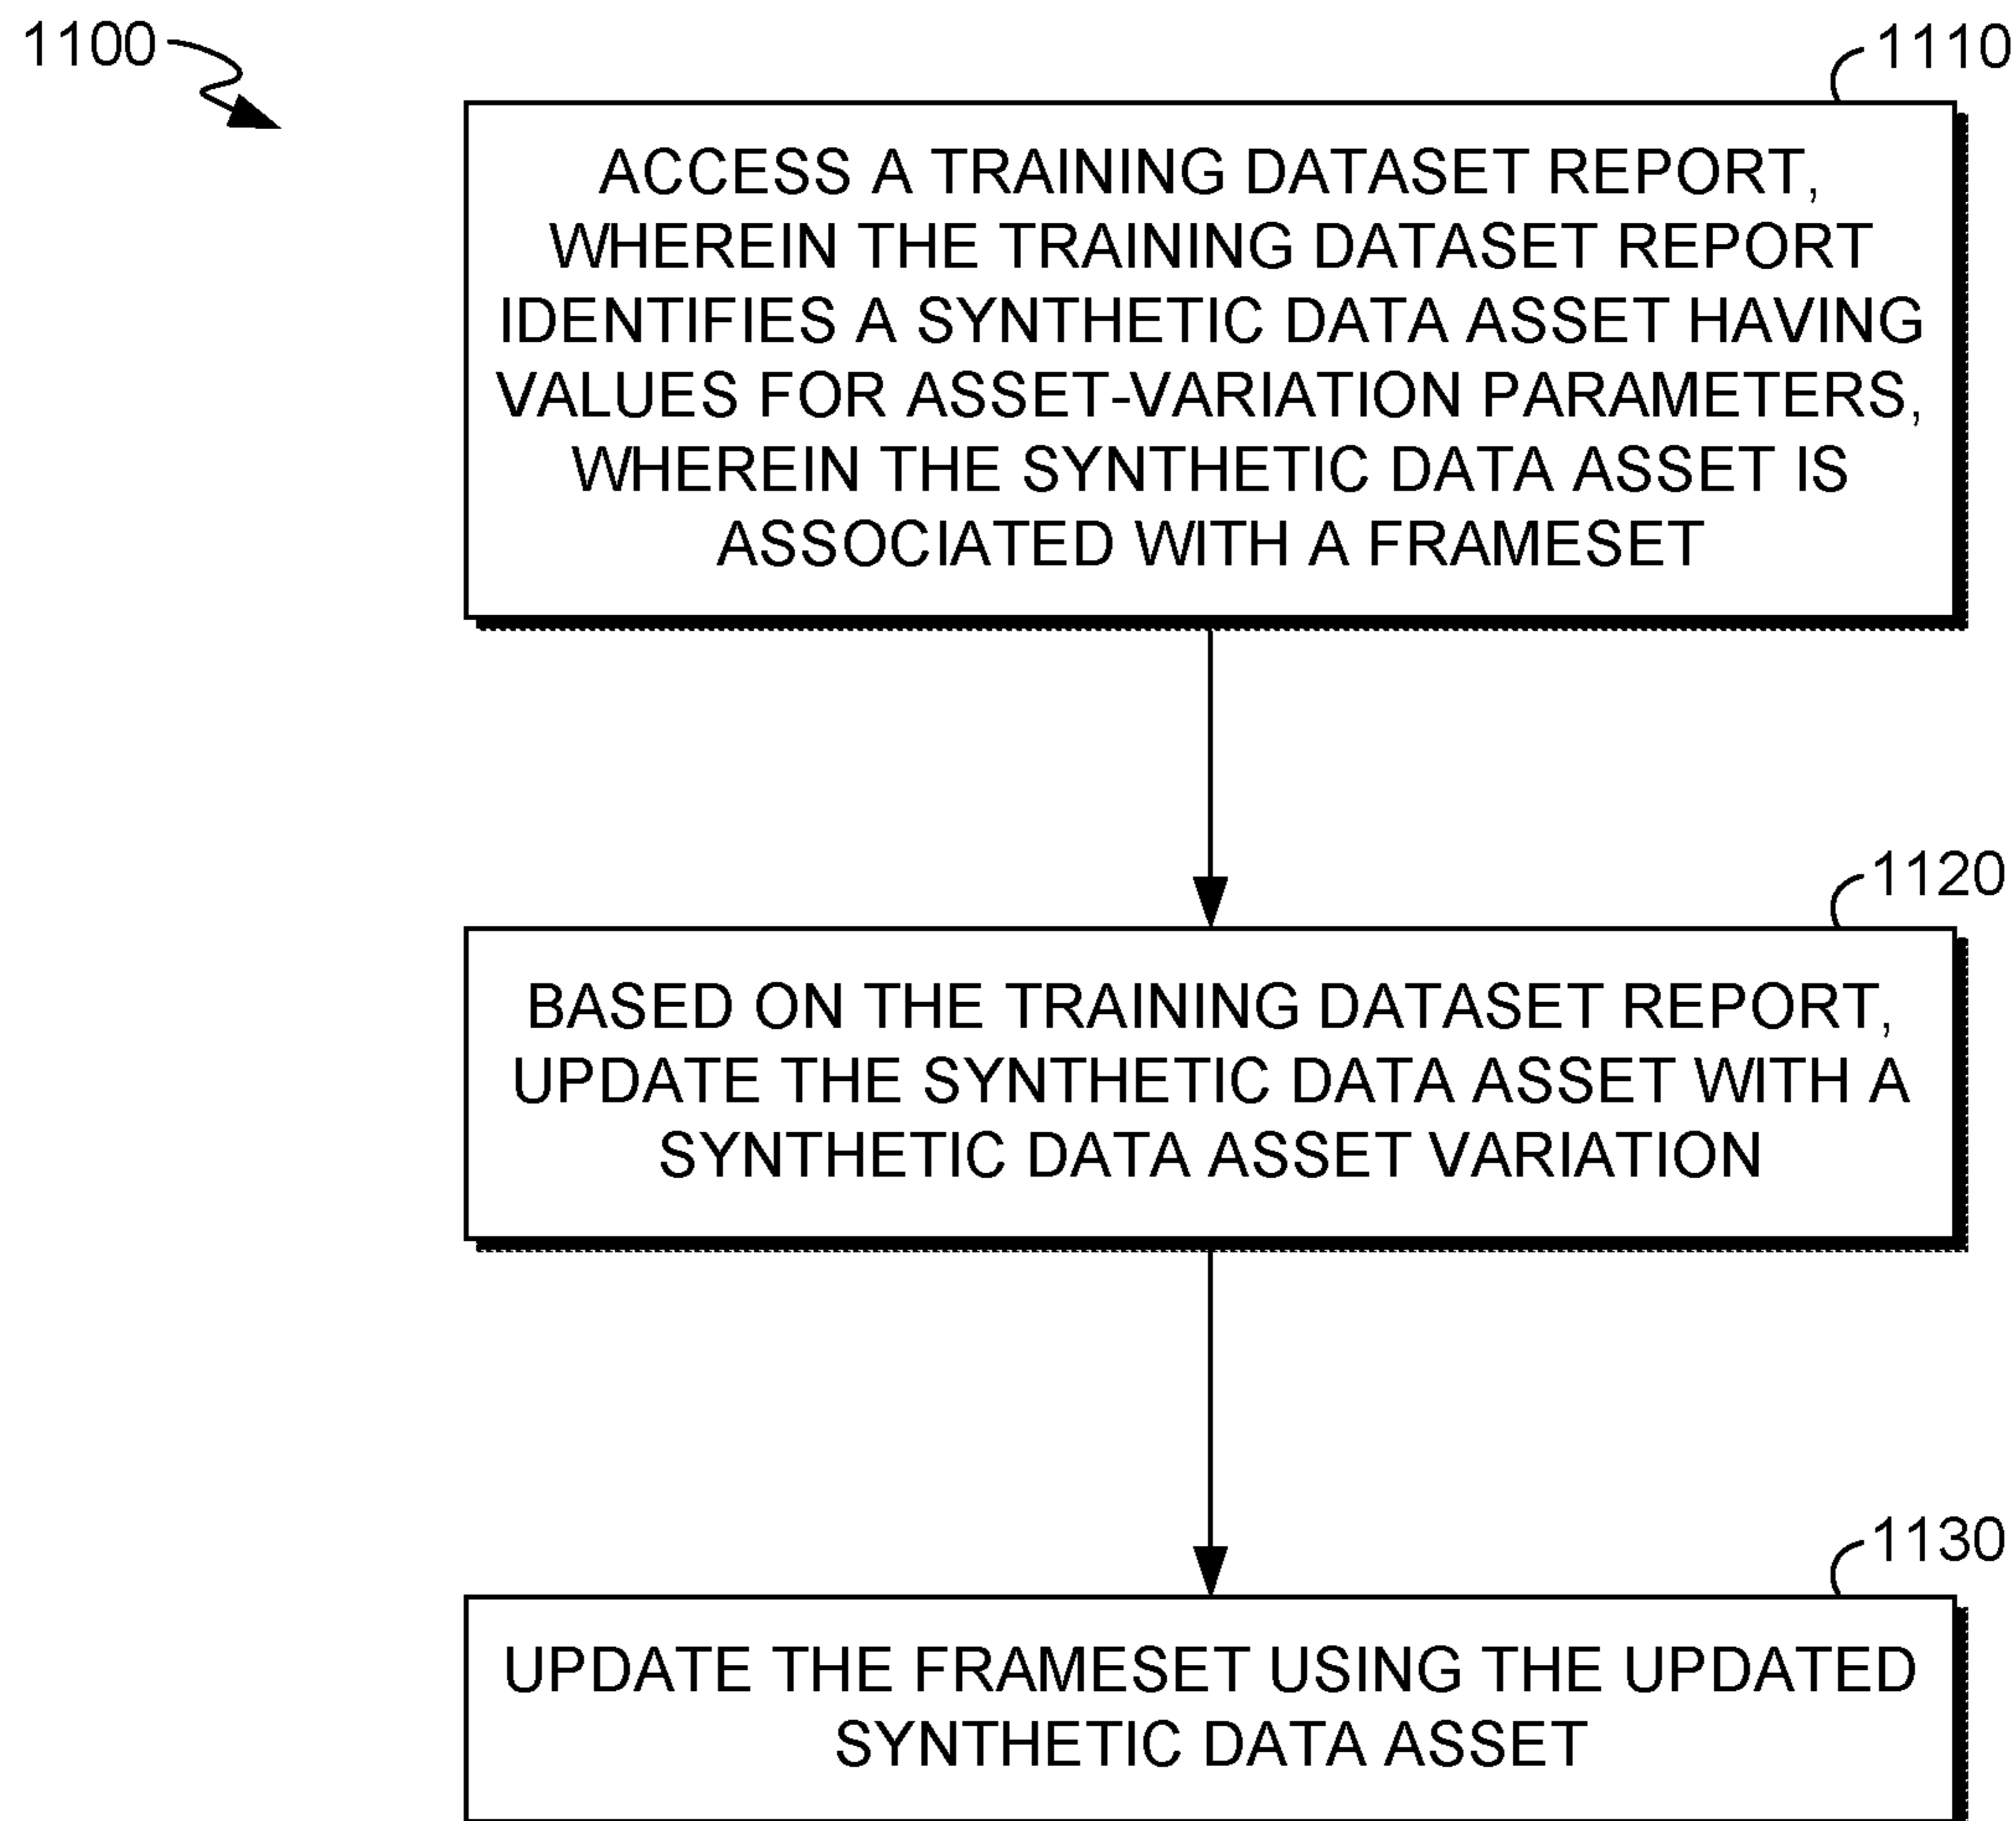 1100
1110
ACCESS A TRAINING DATASET REPORT,
WHEREIN THE TRAINING DATASET REPORT
IDENTIFIES A SYNTHETIC DATA ASSET HAVING
VALUES FOR ASSET-VARIATION PARAMETERS,
WHEREIN THE SYNTHETIC DATA ASSET IS
ASSOCIATED WITH A FRAMESET
1120
BASED ON THE TRAINING DATASET REPORT,
UPDATE THE SYNTHETIC DATA ASSET WITH A
SYNTHETIC DATA ASSET VARIATION
1130
UPDATE THE FRAMESET USING THE UPDATED
SYNTHETIC DATA ASSET